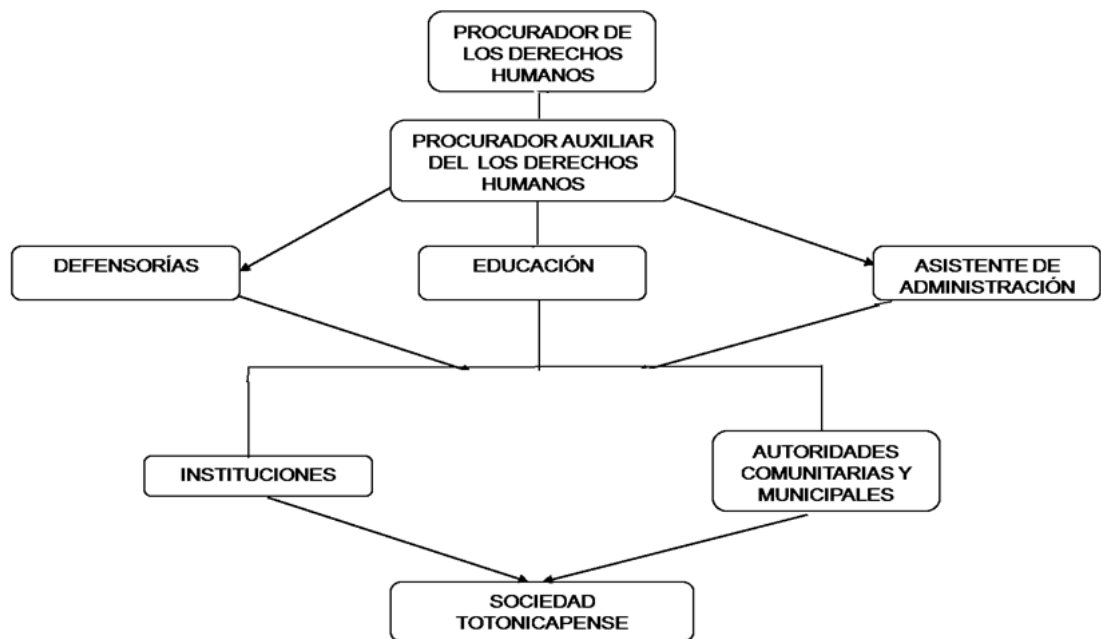 PROCURADOR DE
LOS DERECHOS
HUMANOS
PROCURADOR AUXILIAR
DEL LOS DERECHOS
HUMANOS
DEFENSORÍAS
EDUCACIÓN
ASISTENTE DE
ADMINISTRACIÓN
INSTITUCIONES
AUTORIDADES
COMUNITARIAS Y
MUNICIPALES
SOCIEDAD
TOTONICAPENSE